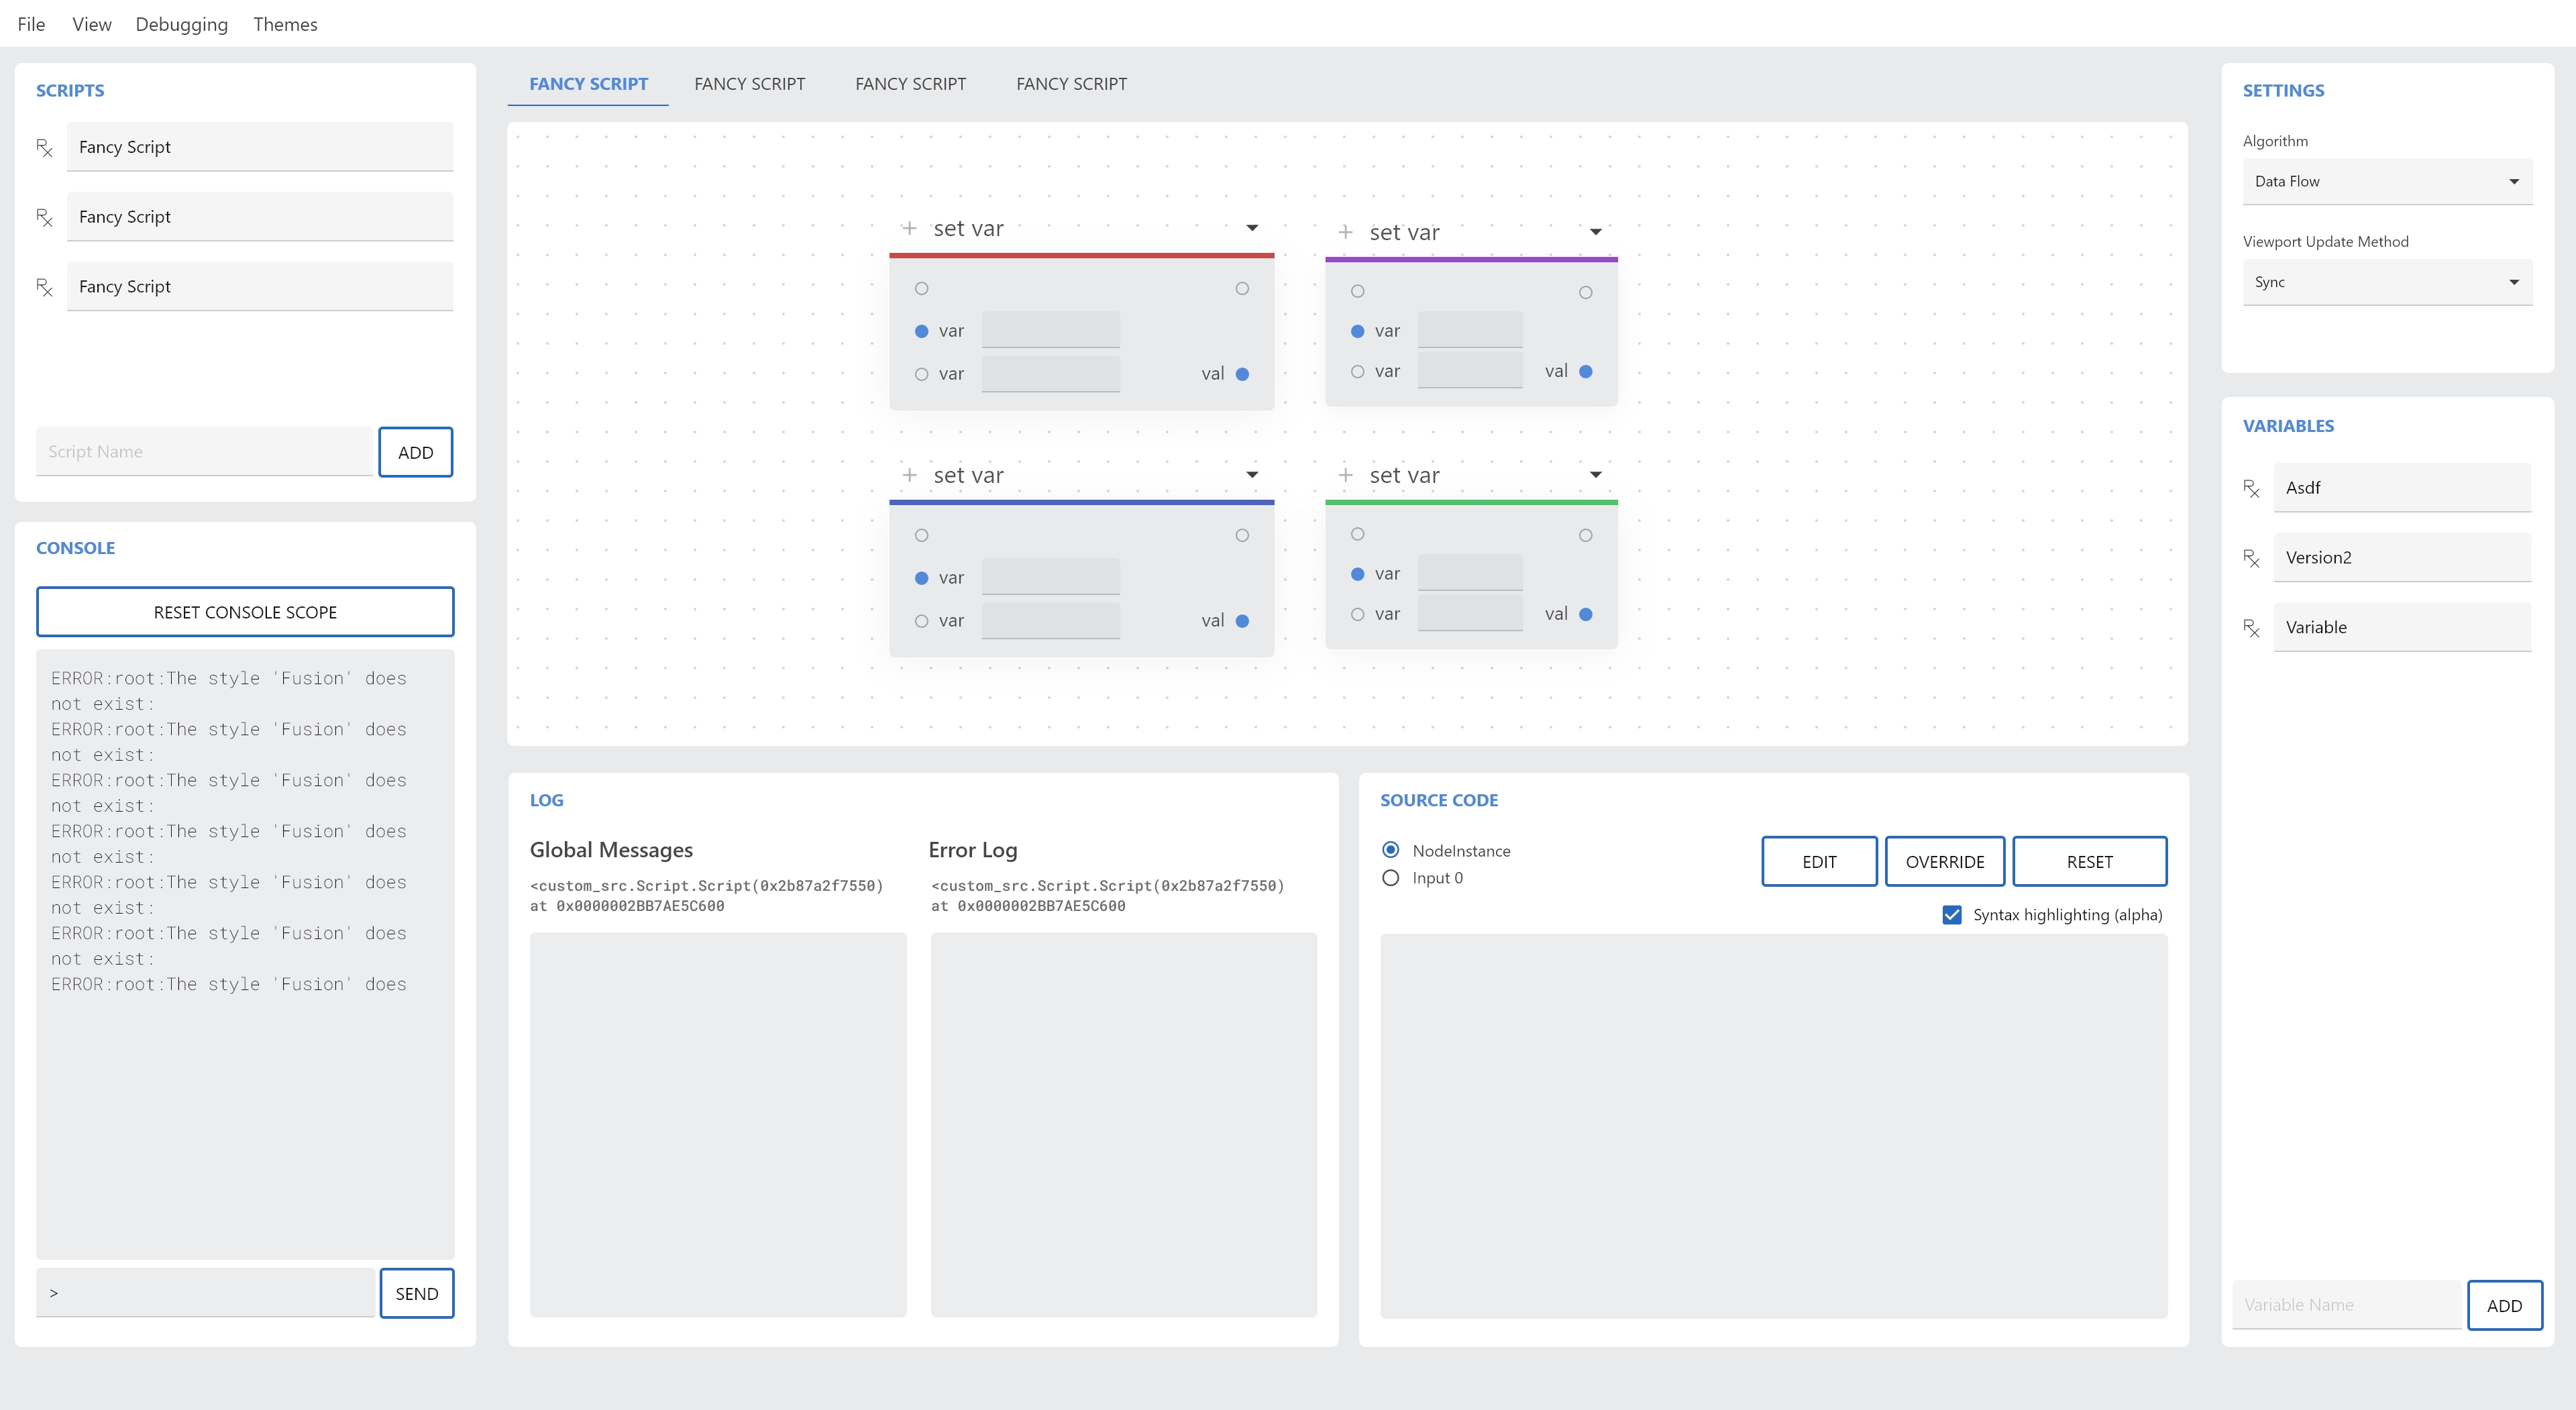 File View Debugging Themes
SCRIPTS
Fancy Script
Fancy Script
Fancy Script
Script Name
ADD
CONSOLE
RESET CONSOLE SCOPE
ERROR:root:The style 'Fusion' does
not exist:
ERROR:root:The style 'Fusion' does
not exist:
ERROR:root:The style 'Fusion' does
not exist:
ERROR:root:The style 'Fusion' does
not exist:
ERROR:root:The style 'Fusion' does
not exist:
ERROR:root:The style 'Fusion' does
not exist:
ERROR:root:The style 'Fusion' does
>
SEND
FANCY SCRIPT FANCY SCRIPT FANCY SCRIPT FANCY SCRIPT
set var
var
var val
set var
var
var val
set var
var
var val
set var
var
var val
LOG
Global Messages
<custom_src.Script.Script(0x2b87a2f7550)
at 0x0000002BB7AE5C600
Error Log
<custom_src.Script.Script(0x2b87a2f7550)
at 0x0000002BB7AE5C600
SOURCE CODE
NodeInstance
Input 0
EDIT OVERRIDE RESET
Syntax highlighting (alpha)
SETTINGS
Algorithm
Data Flow
Viewport Update Method
Sync
VARIABLES
Asdf
Version2
Variable
Variable Name
ADD